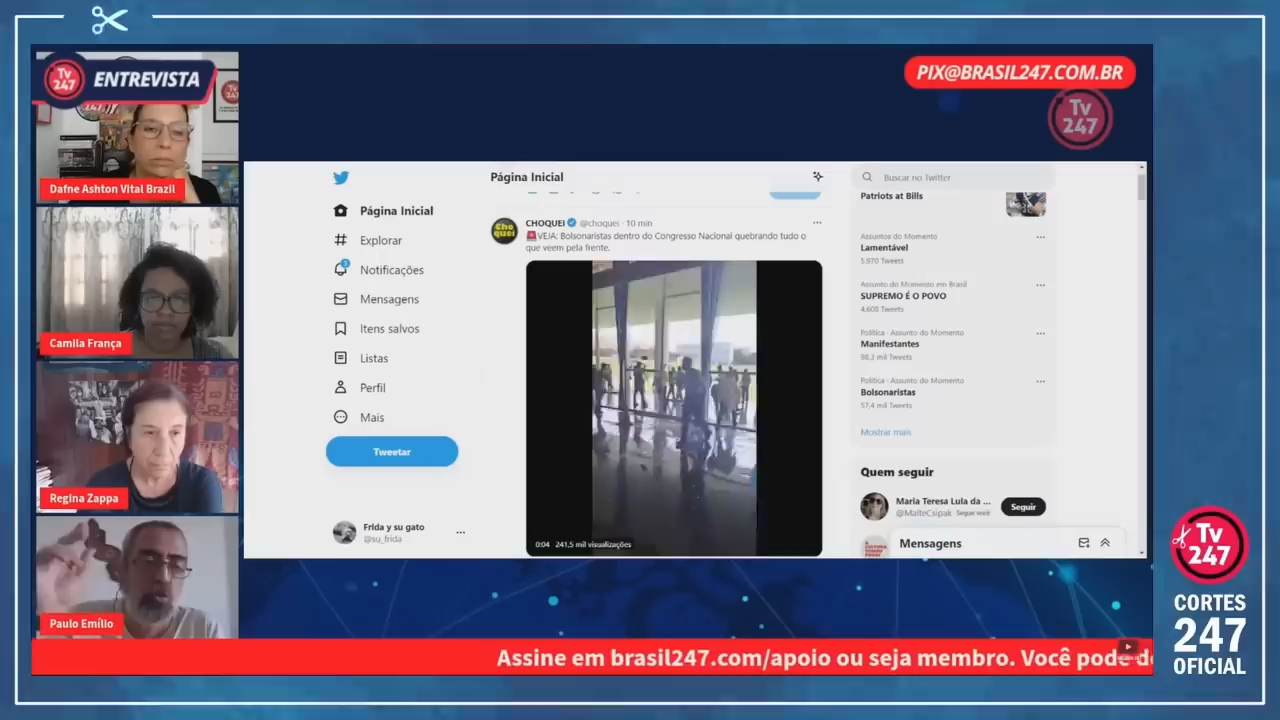 Tv 247
ENTREVISTA
PIX@BRASIL247.COM.BR
Tv 247
Dafne Ashton Vital Brazil
Camila França
Regina Zappa
Paulo Emílio
Página Inicial
Explorar
Notificações
Mensagens
Itens salvos
Listas
Perfil
Mais
Tweetar
Frida y su gato
@su_frida
Página Inicial
CHOQUEI @choquei · 10 min
VEJA: Bolsonaristas dentro do Congresso Nacional quebrando tudo o
que veem pela frente.
0:04 241,5 mil visualizações
Buscar no Twitter
Patriots at Bills
Assuntos do Momento
Lamentável
5.970 Tweets
Assunto do Momento em Brasil
SUPREMO É O POVO
4.608 Tweets
Política · Assunto do Momento
Manifestantes
98,3 mil Tweets
Política · Assunto do Momento
Bolsonaristas
57,4 mil Tweets
Mostrar mais
Quem seguir
Maria Teresa Lula da ...
@MaiteCsipak Segue você
Seguir
Mensagens
Assine em brasil247.com/apoio ou seja membro. Você pode d
Tv 247
CORTES
247
OFICIAL